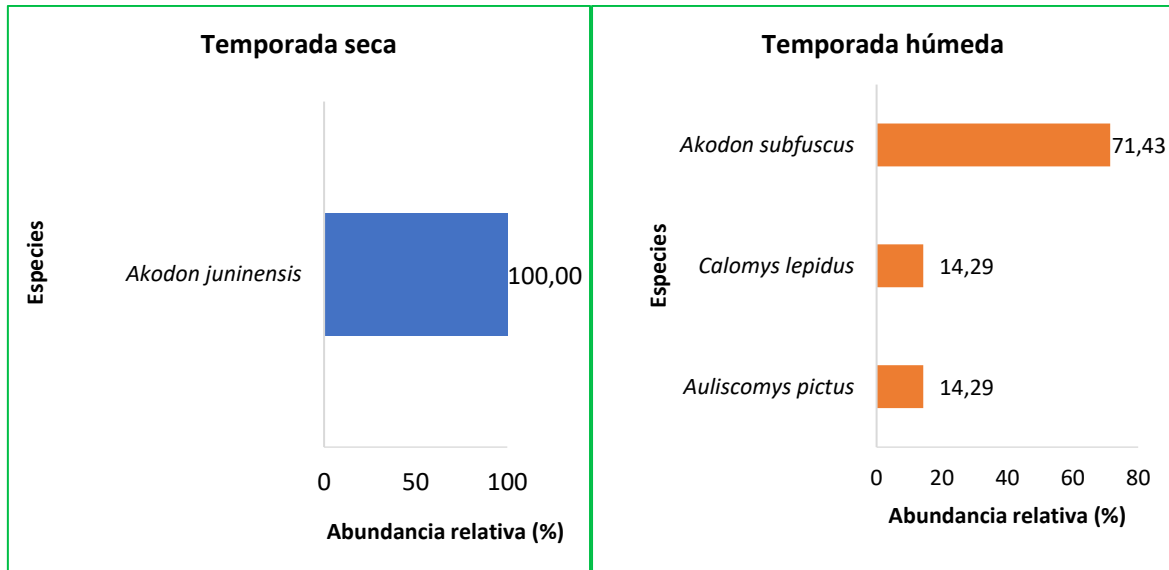 Temporada seca
Especies
Akodon juninensis
100,00
0 50 100
Abundancia relativa (%)
Temporada húmeda
Especies
Akodon subfuscus
71,43
Calomys lepidus
14,29
Auliscomys pictus
14,29
0 20 40 60 80
Abundancia relativa (%)